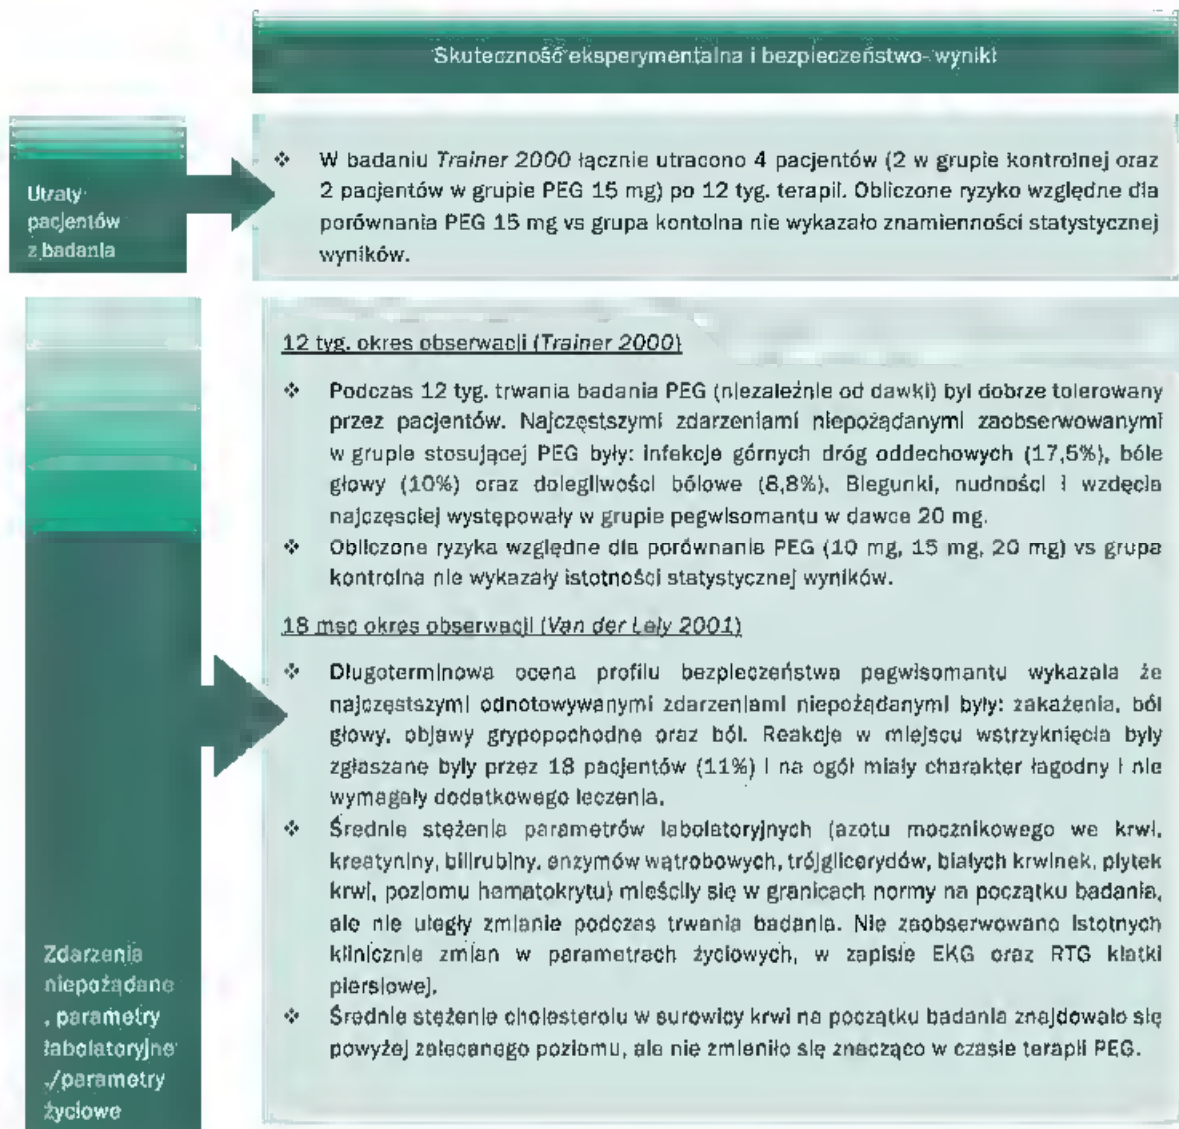 Skuteczność eksperymentalna i bezpieczeństwo- wyniki
Utraty
pacjentów
z badania
❖ W badaniu Trainer 2000 łącznie utracono 4 pacjentów (2 w grupie kontrolnej oraz
2 pacjentów w grupie PEG 15 mg) po 12 tyg. terapii. Obliczone ryzyko względne dla
porównania PEG 15 mg vs grupa kontolna nie wykazało znamienności statystycznej
wyników.
12 tyg. okres obserwacji (Trainer 2000)
❖ Podczas 12 tyg. trwania badania PEG (niezależnie od dawki) był dobrze tolerowany
przez pacjentów. Najczęstszymi zdarzeniami niepożądanymi zaobserwowanymi
w grupie stosującej PEG były: infekcje górnych dróg oddechowych (17,5%), bóle
głowy (10%) oraz dolegliwości bólowe (8,8%). Biegunki, nudności i wzdęcia
najczęsciej występowały w grupie pegwisomantu w dawce 20 mg.
❖ Obliczone ryzyka względne dla porównania PEG (10 mg, 15 mg, 20 mg) vs grupa
kontrolna nie wykazały istotności statystycznej wyników.
18 msc okres obserwacji (Van der Lely 2001)
❖ Długoterminowa ocena profilu bezpieczeństwa pegwisomantu wykazała że
najczęstszymi odnotowywanymi zdarzeniami niepożądanymi były: zakażenia, ból
głowy, objawy grypopochodne oraz ból. Reakcje w miejscu wstrzyknięcia były
zgłaszane były przez 18 pacjentów (11%) i na ogół miały charakter łagodny i nie
wymagały dodatkowego leczenia.
❖ Średnie stężenia parametrów labolatoryjnych (azotu mocznikowego we krwi,
kreatyniny, bilirubiny, enzymów wątrobowych, trójglicerydów, białych krwinek, płytek
krwi, poziomu hematokrytu) mieściły się w granicach normy na początku badania,
ale nie uległy zmianie podczas trwania badania. Nie zaobserwowano istotnych
klinicznie zmian w parametrach życiowych, w zapisie EKG oraz RTG klatki
piersiowej.
❖ Średnie stężenie cholesterolu w surowicy krwi na początku badania znajdowało się
powyżej zalecanego poziomu, ale nie zmieniło się znacząco w czasie terapii PEG.
Zdarzenia
niepożądane
, parametry
labolatoryjne
./parametry
życiowe